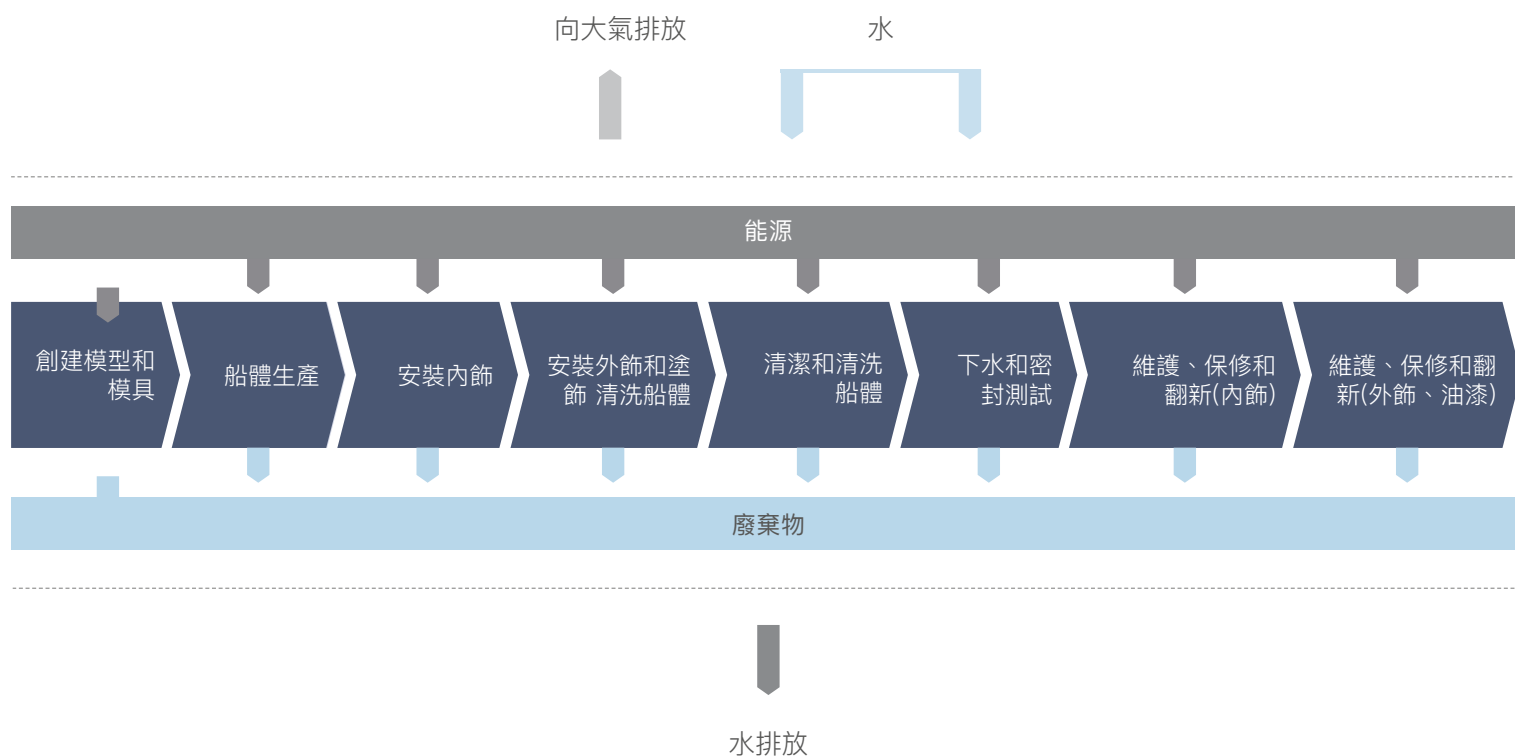 向大氣排放
水
能源
創建模型和
模具
船體生產
安裝內飾
安裝外飾和塗
飾 清洗船體
清潔和清洗
船體
下水和密
封測試
維護、保修和
翻新(內飾)
維護、保修和翻
新(外飾、油漆)
廢棄物
水排放